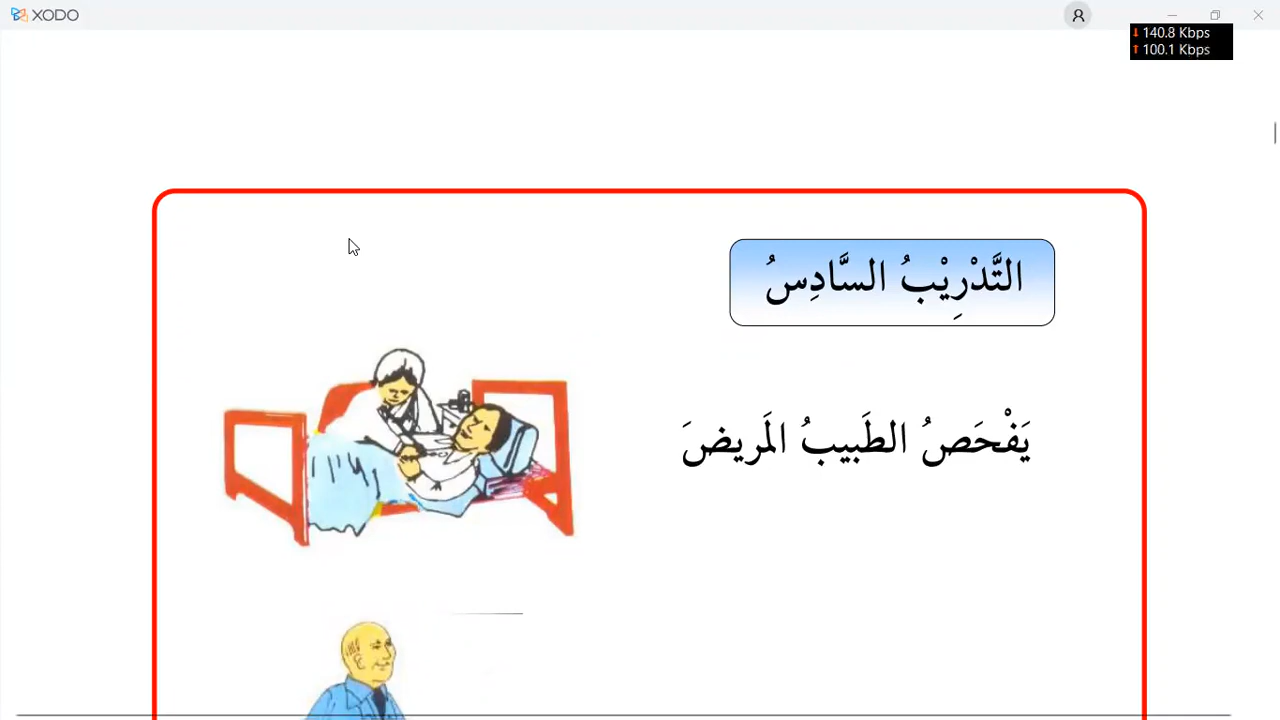 XODO
140.8 Kbps
100.1 Kbps
التَّدْرِيْبُ السَّادِسُ
يَفْحَصُ الطَبيبُ المَريضَ